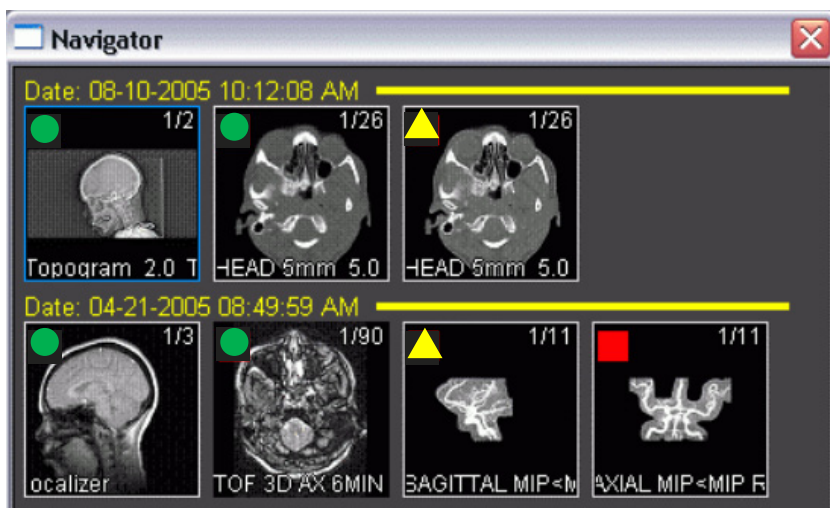 Navigator
Date: 08-10-2005 10:12:08 AM
1/2
1/26
1/26
Topogram 2.0 T
HEAD 5mm 5.0
HEAD 5mm 5.0
Date: 04-21-2005 08:49:59 AM
1/3
1/90
1/11
1/11
ocalizer
TOF 3D AX 6MIN
SAGITTAL MIP<M
AXIAL MIP<MIP R